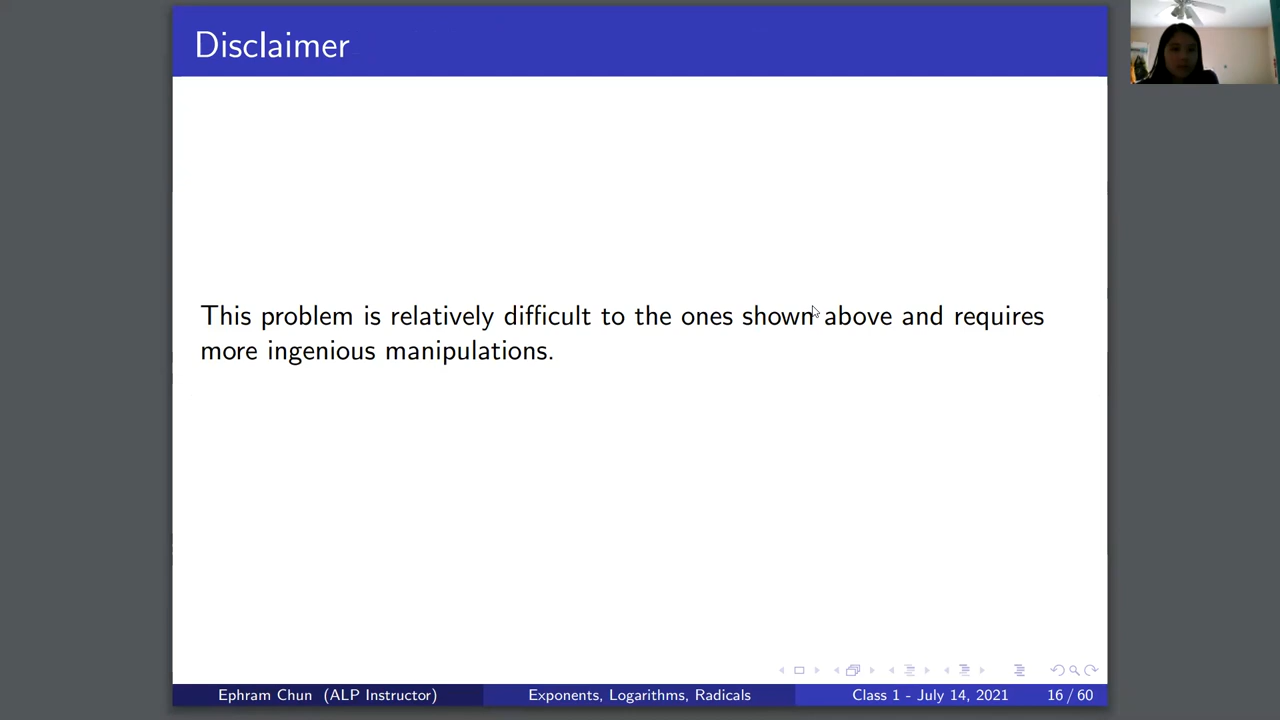 Disclaimer
This problem is relatively difficult to the ones shown above and requires
more ingenious manipulations.
Ephram Chun (ALP Instructor)
Exponents, Logarithms, Radicals
Class 1 - July 14, 2021
16 / 60